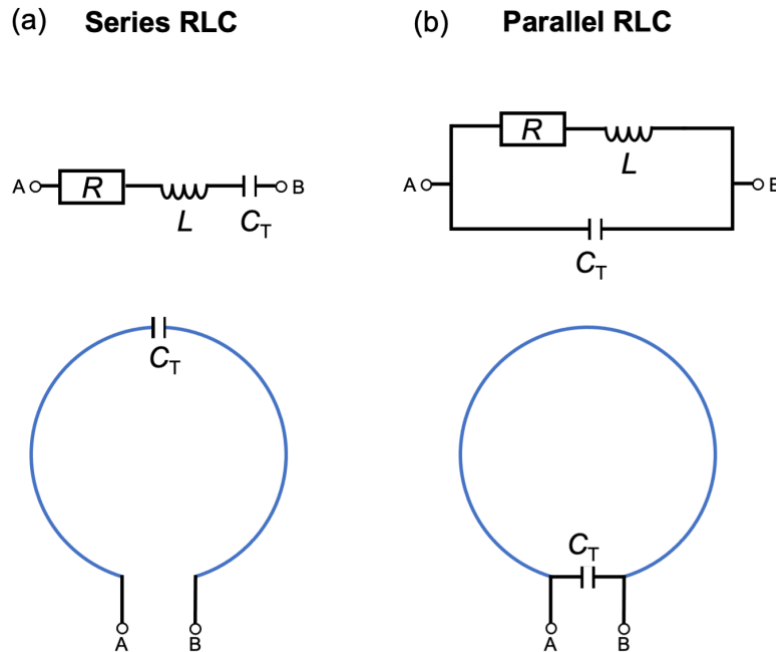 (a) Series RLC
(b) Parallel RLC
A R B
L C_T
R
L
A B
C_T
C_T
A B
C_T
A B